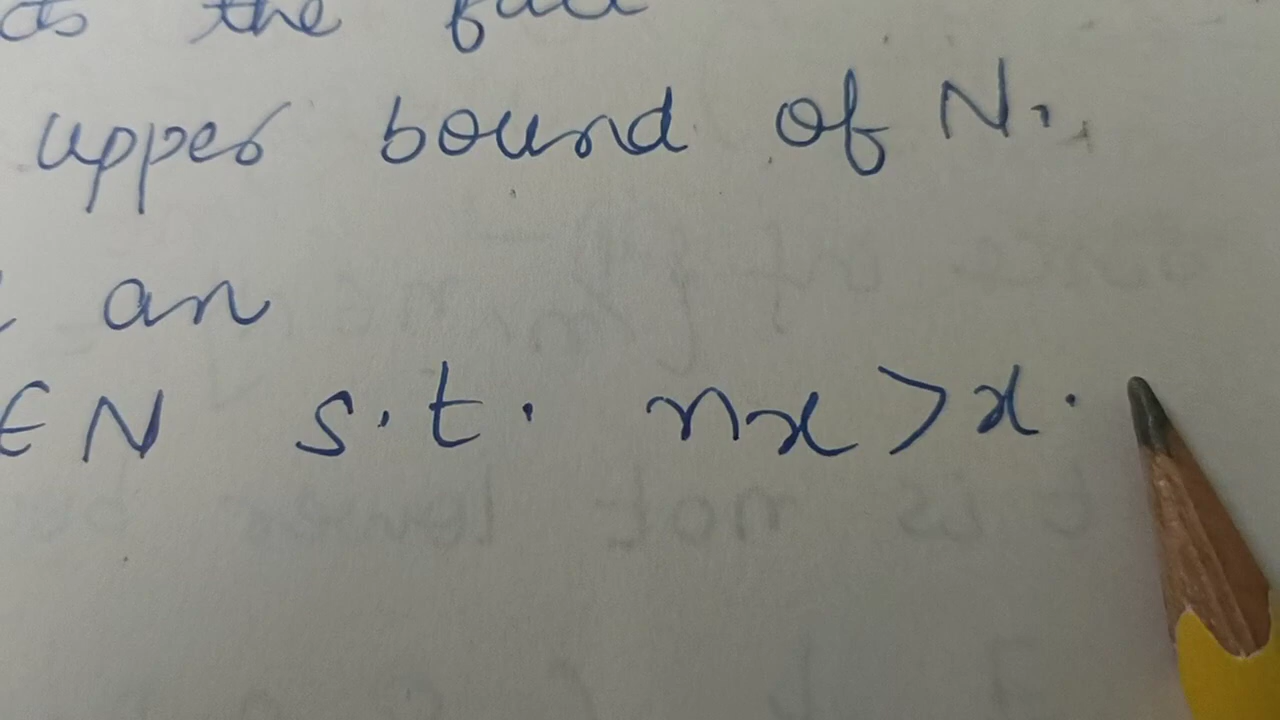 the
upper bound of N.
an
∈ N s.t. nx > x.